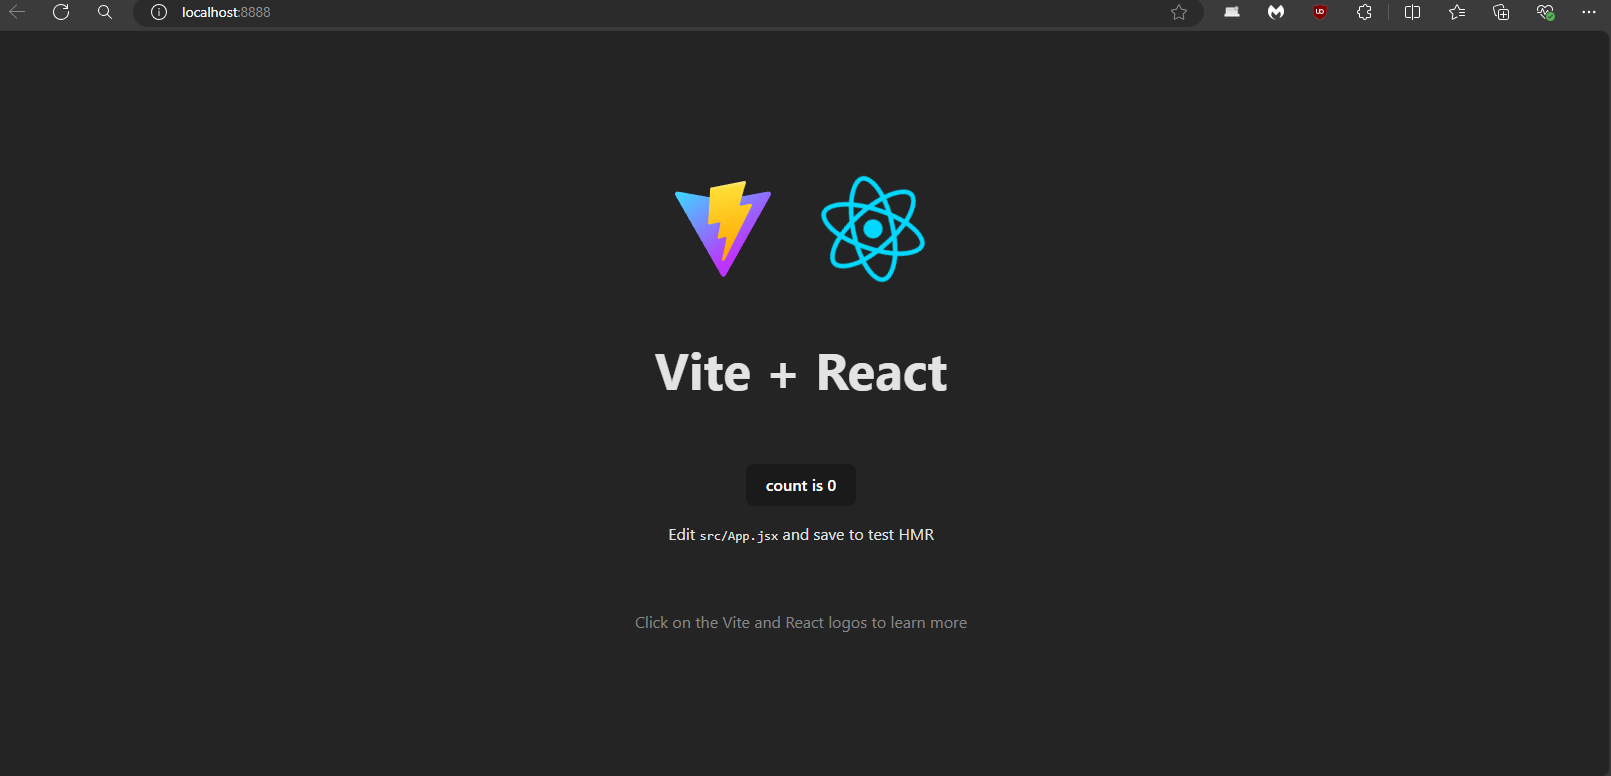 localhost:8888
UD
Vite + React
count is 0
Edit src/App.jsx and save to test HMR
Click on the Vite and React logos to learn more